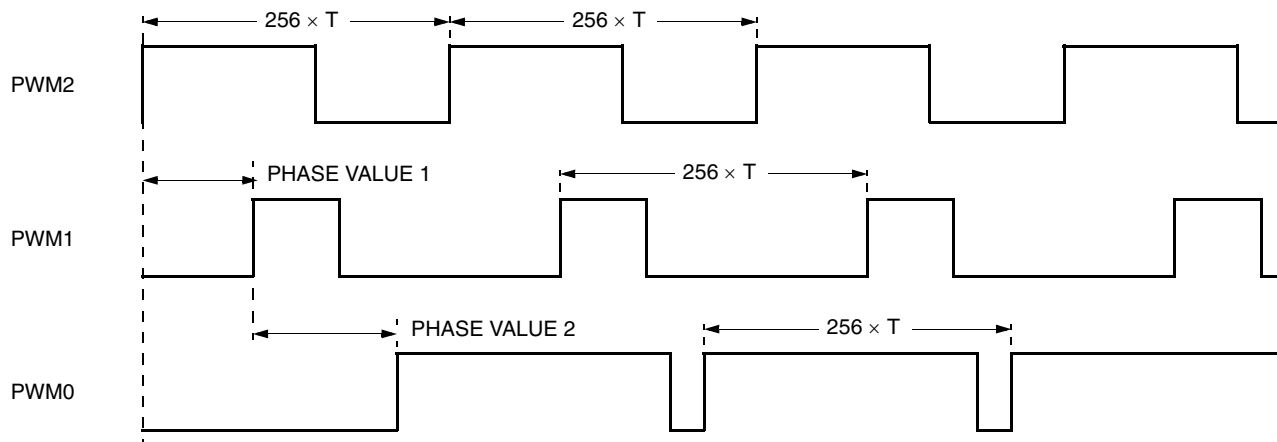 256 × T 256 × T
PWM2
PHASE VALUE 1 256 × T
PWM1
PHASE VALUE 2 256 × T
PWM0